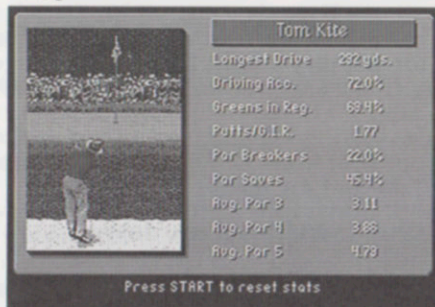 Tom Kite
Longest Drive 292 yds.
Driving Acc. 72.0%
Greens in Reg. 69.4%
Putts/G.I.R. 1.77
Par Breakers 22.0%
Par Saves 45.4%
Avg. Par 3 3.11
Avg. Par 4 3.86
Avg. Par 5 4.73
Press START to reset stats